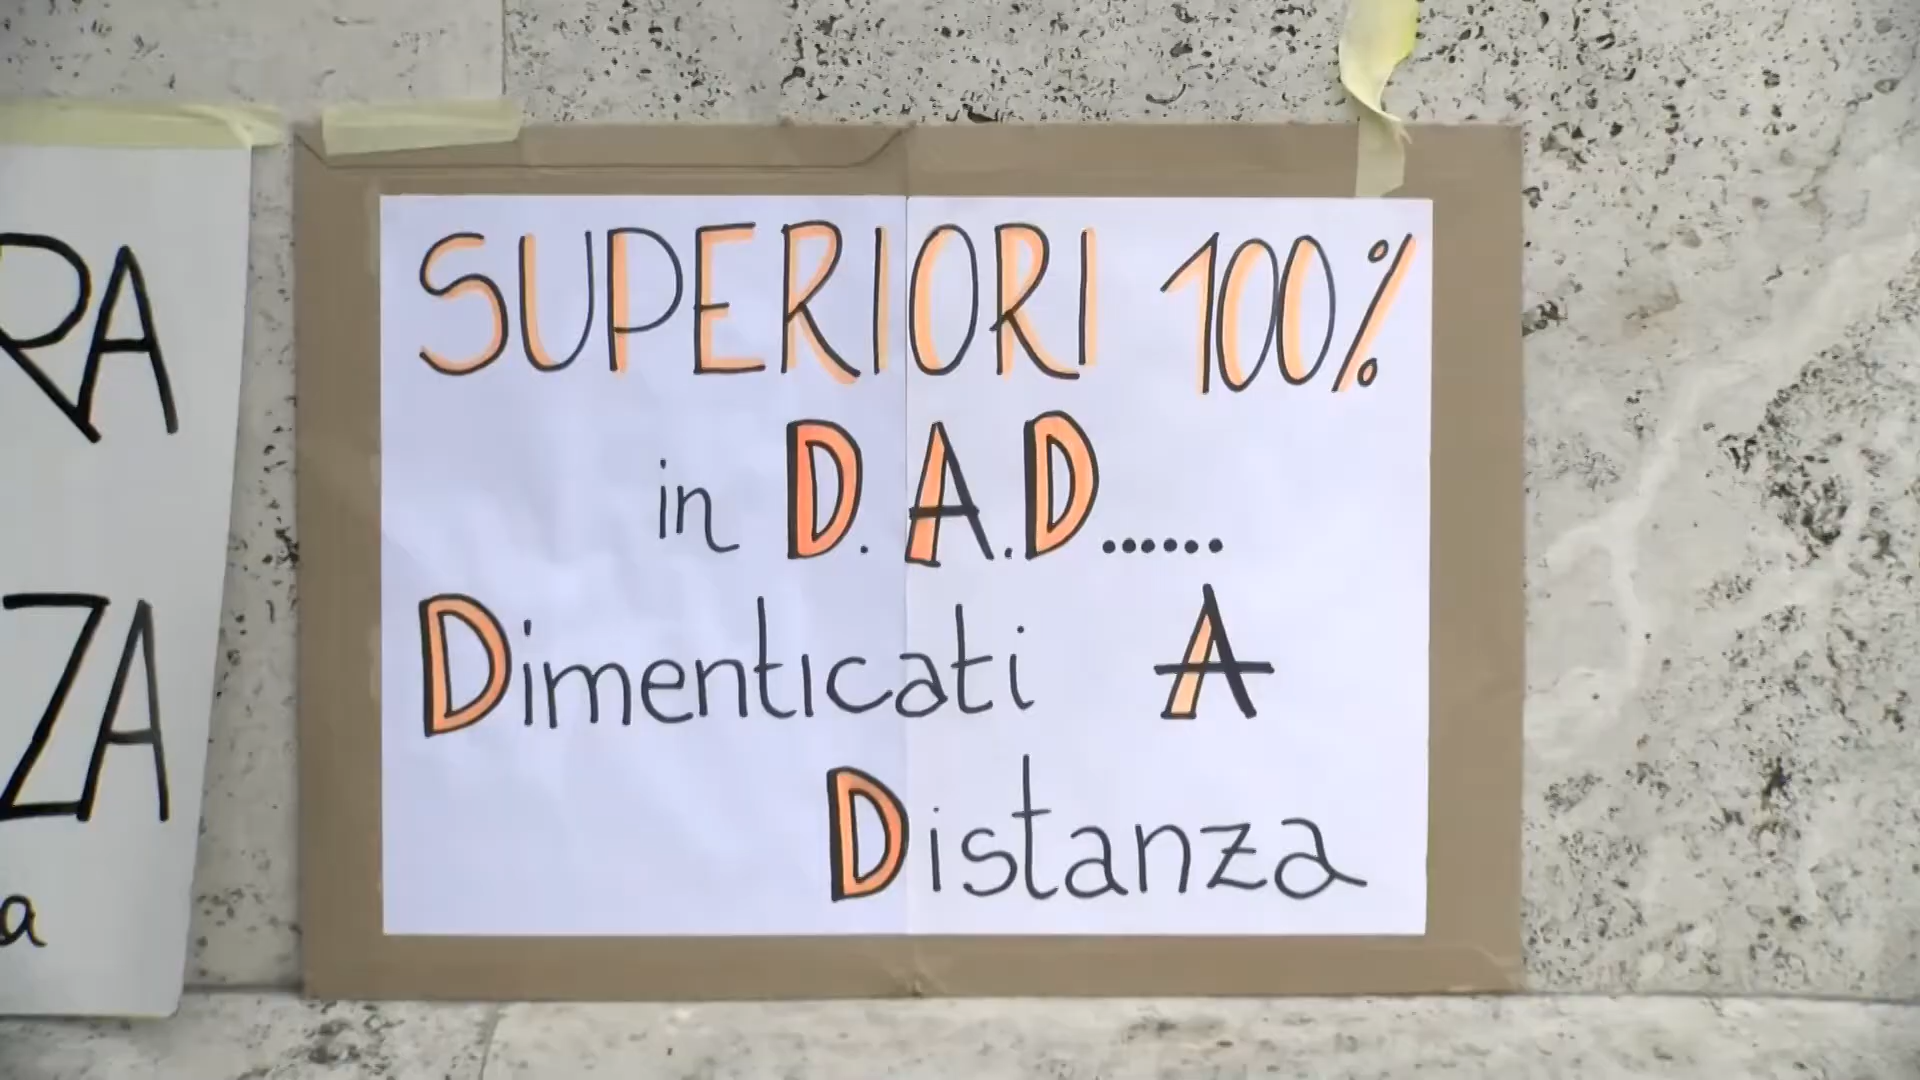 SUPERIORI 100%
in D.A.D......
Dimenticati A
Distanza
RA
ZA
a